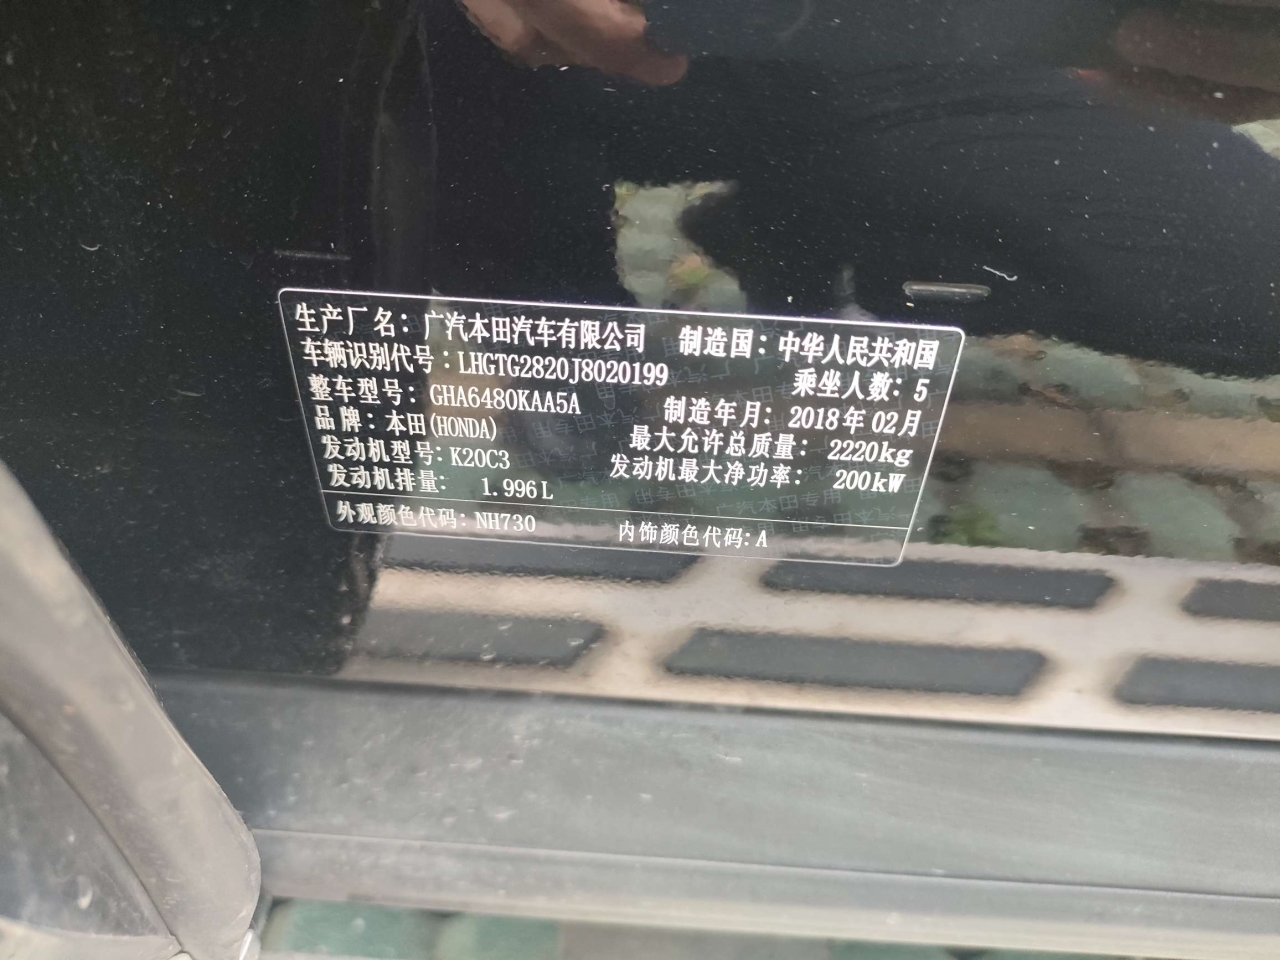 生产厂名：广汽本田汽车有限公司 制造国：中华人民共和国
车辆识别代号：LHGTG2820J8020199 乘坐人数：5
整车型号：GHA6480KAA5A 制造年月：2018年02月
品牌：本田(HONDA) 最大允许总质量：2220kg
发动机型号：K20C3 发动机最大净功率：200kW
发动机排量：1.996L
外观颜色代码：NH730 内饰颜色代码：A